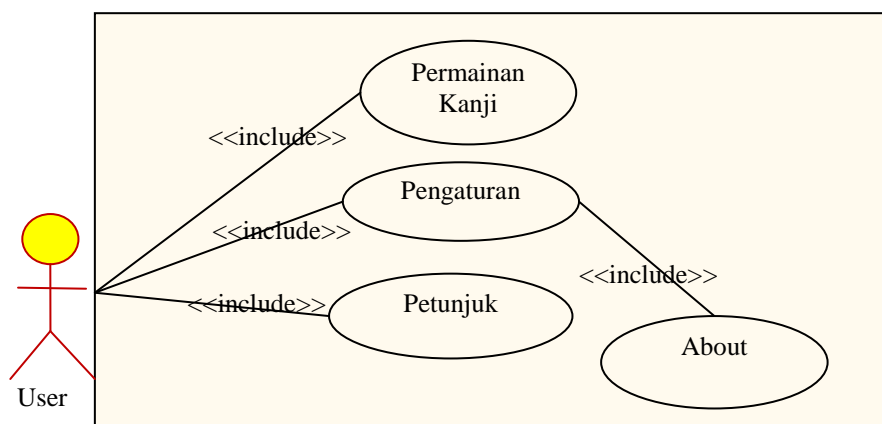 Permainan
Kanji
<<include>>
Pengaturan
<<include>>
<<include>>
<<include>>
Petunjuk
About
User